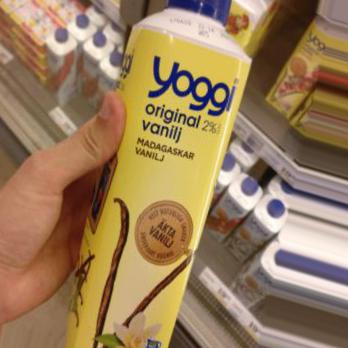 Yoggi
original 2%
vanilj
MADAGASKAR
VANILJ
ÄKTA
VANILJ